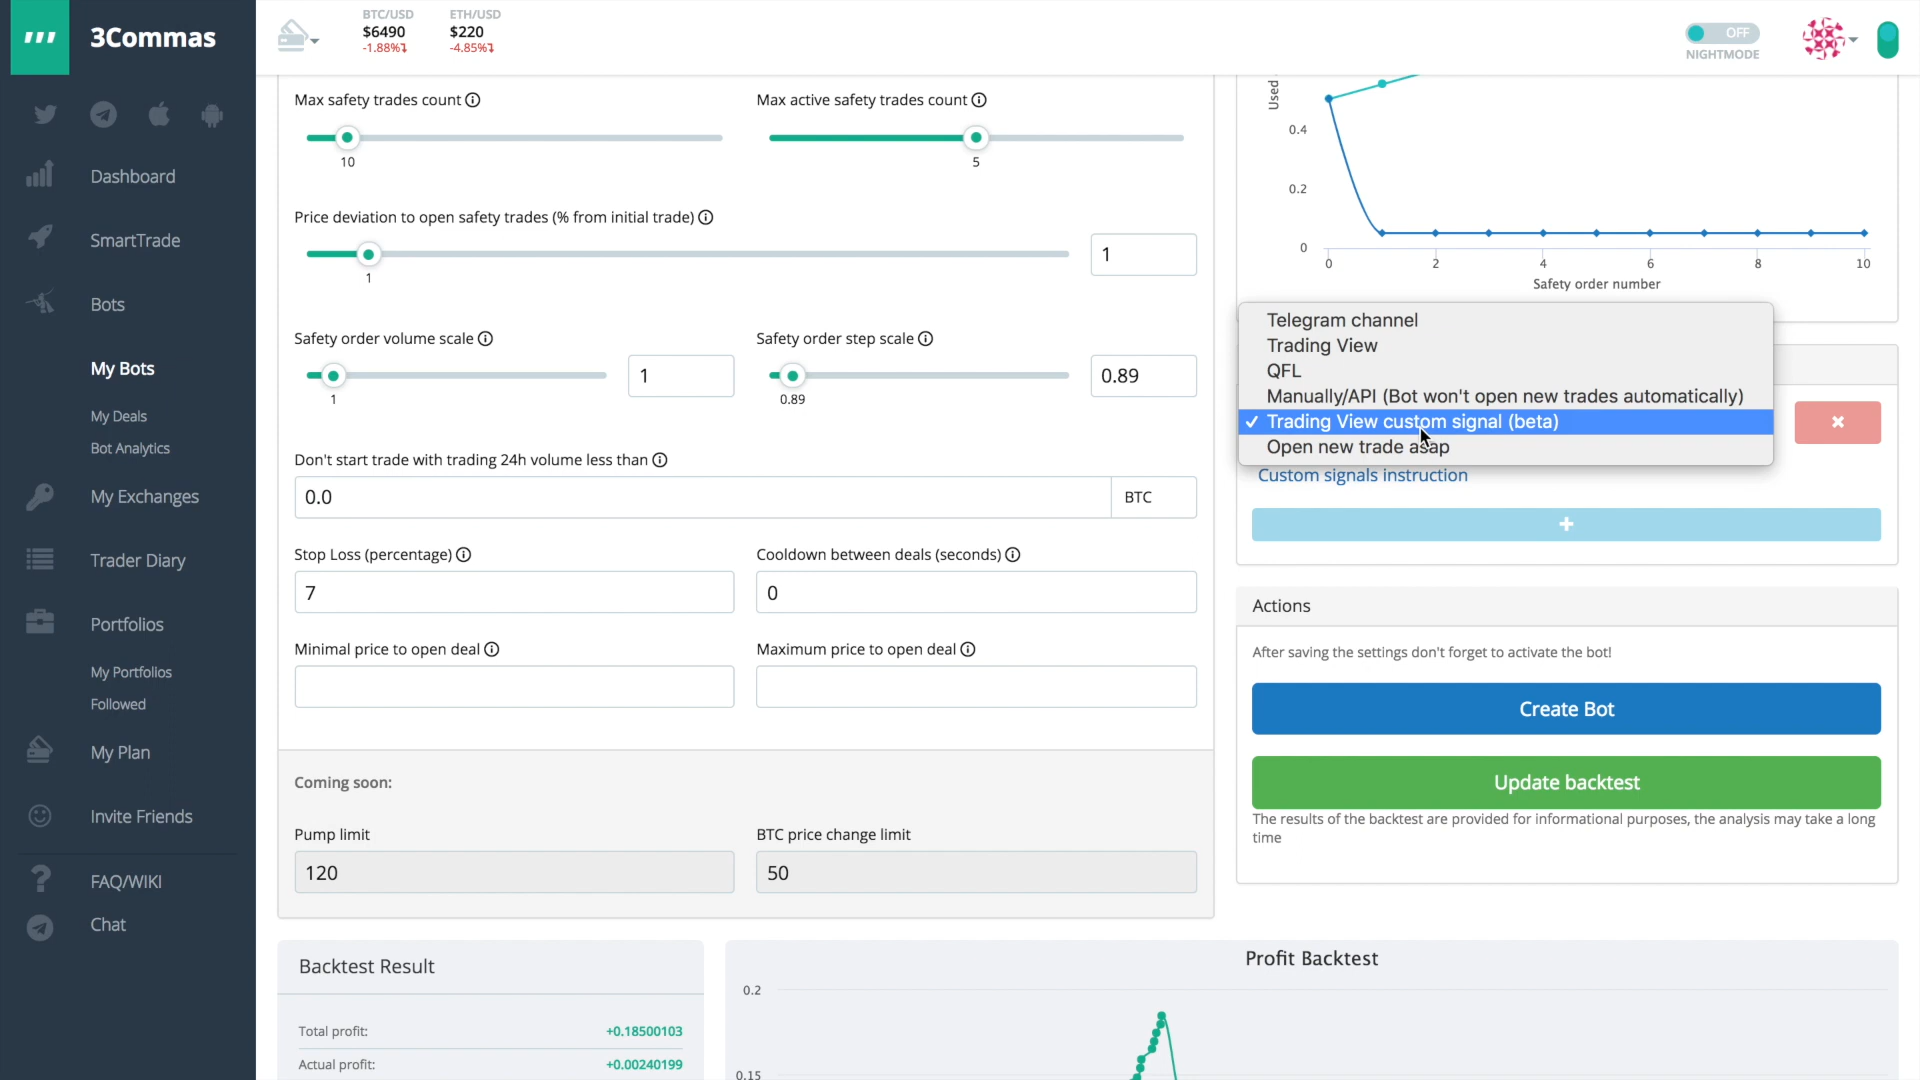 3Commas
BTC/USD
$6490
-1.88%
ETH/USD
$220
-4.85%
OFF
NIGHTMODE
Dashboard
SmartTrade
Bots
My Bots
My Deals
Bot Analytics
My Exchanges
Trader Diary
Portfolios
My Portfolios
Followed
My Plan
Invite Friends
FAQ/WIKI
Chat
Max safety trades count
10
Max active safety trades count
5
Price deviation to open safety trades (% from initial trade)
1
1
Safety order volume scale
1
1
Safety order step scale
0.89
0.89
Don't start trade with trading 24h volume less than
0.0
BTC
Stop Loss (percentage)
7
Cooldown between deals (seconds)
0
Minimal price to open deal
Maximum price to open deal
Coming soon:
Pump limit
120
BTC price change limit
50
Used
0.4
0.2
0
0
2
4
6
8
10
Safety order number
Telegram channel
Trading View
QFL
Manually/API (Bot won't open new trades automatically)
Trading View custom signal (beta)
Open new trade asap
Custom signals instruction
Actions
After saving the settings don't forget to activate the bot!
Create Bot
Update backtest
The results of the backtest are provided for informational purposes, the analysis may take a long
time
Backtest Result
Total profit:
+0.18500103
Actual profit:
+0.00240199
Profit Backtest
0.2
0.15